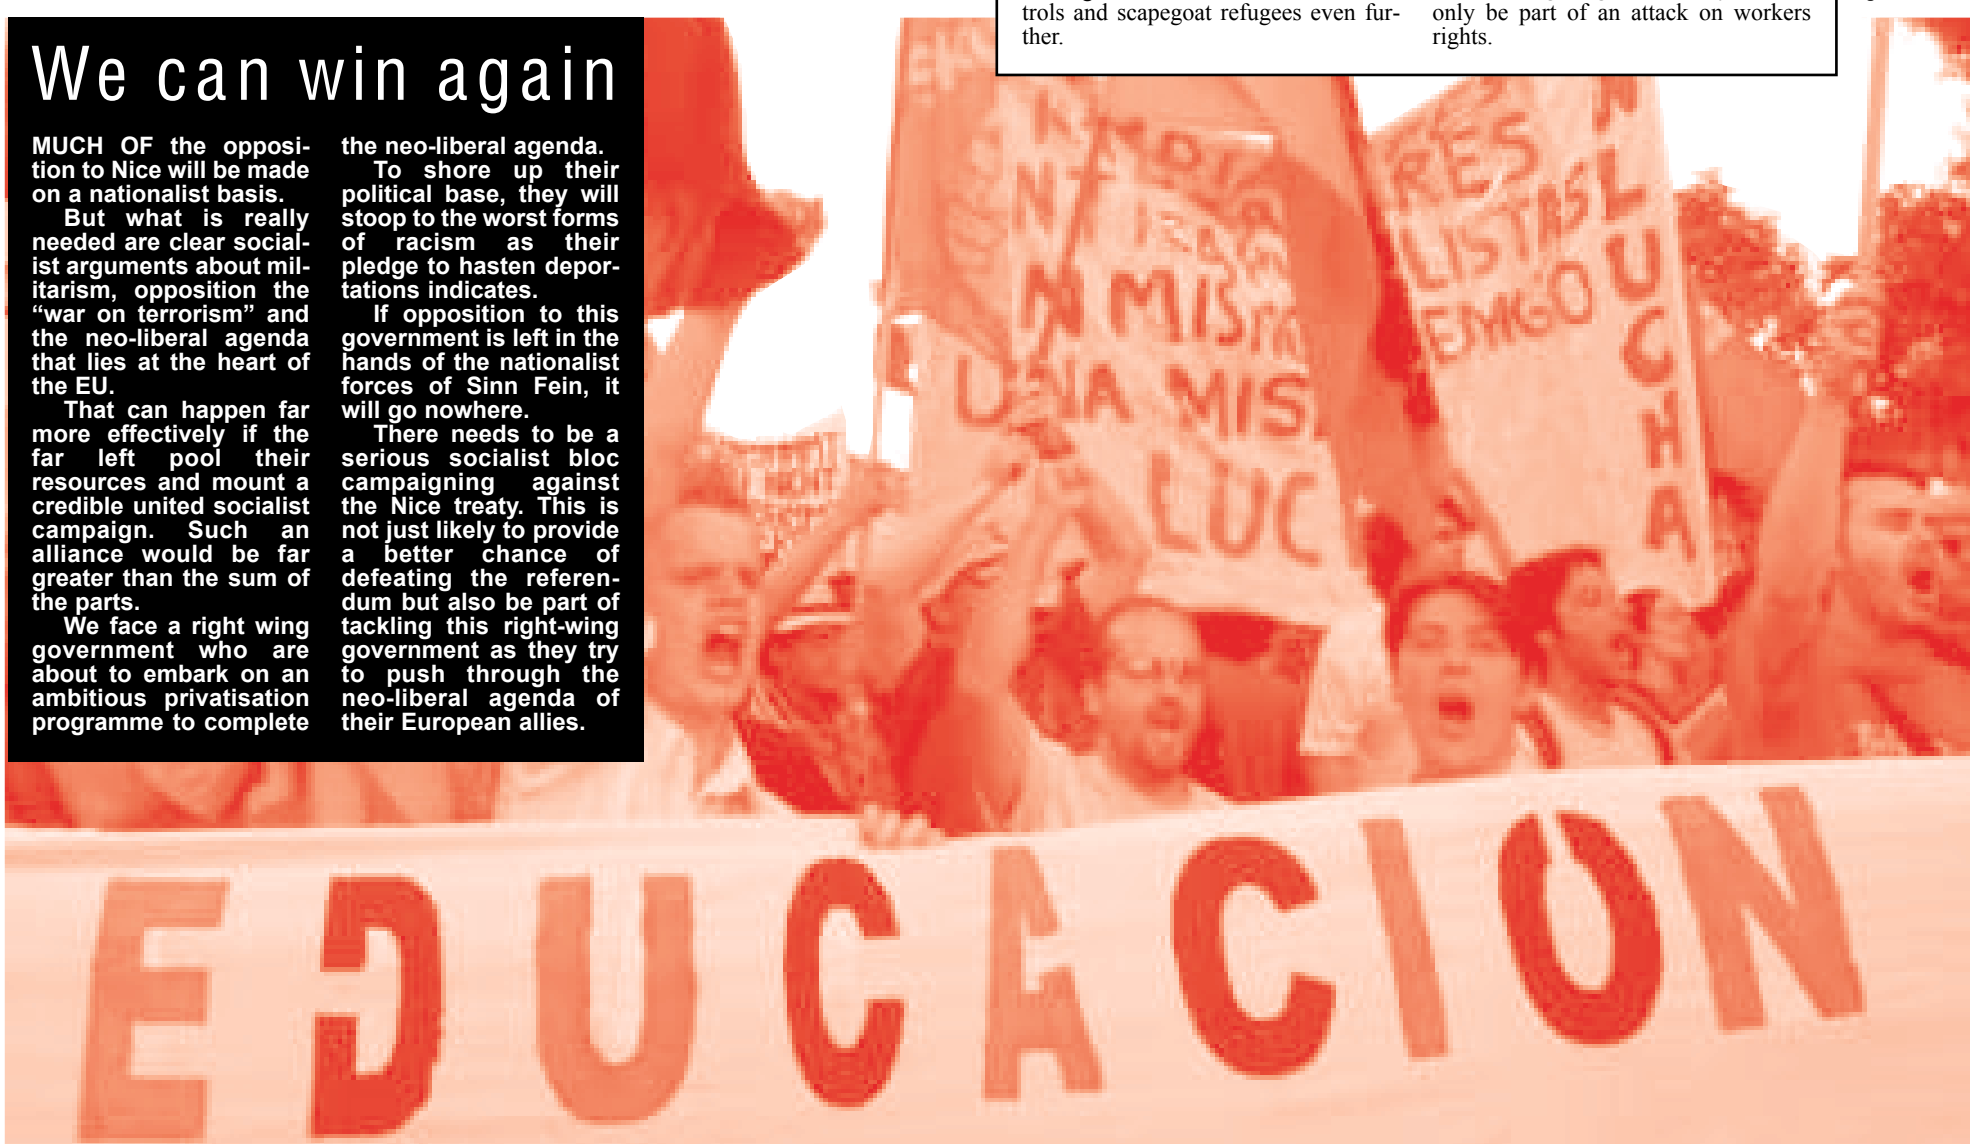 trols and scapegoat refugees even fur-
ther.
only be part of an attack on workers
rights.
We can win again
MUCH OF the opposi-
tion to Nice will be made
on a nationalist basis.
But what is really
needed are clear social-
ist arguments about mil-
itarism, opposition the
“war on terrorism” and
the neo-liberal agenda
that lies at the heart of
the EU.
That can happen far
more effectively if the
far left pool their
resources and mount a
credible united socialist
campaign. Such an
alliance would be far
greater than the sum of
the parts.
We face a right wing
government who are
about to embark on an
ambitious privatisation
programme to complete
the neo-liberal agenda.
To shore up their
political base, they will
stoop to the worst forms
of racism as their
pledge to hasten depor-
tations indicates.
If opposition to this
government is left in the
hands of the nationalist
forces of Sinn Fein, it
will go nowhere.
There needs to be a
serious socialist bloc
campaigning against
the Nice treaty. This is
not just likely to provide
a better chance of
defeating the referen-
dum but also be part of
tackling this right-wing
government as they try
to push through the
neo-liberal agenda of
their European allies.
UNA MIS
LUC
RES
LISTAS
EMGO
LUCHA
EDUCACION